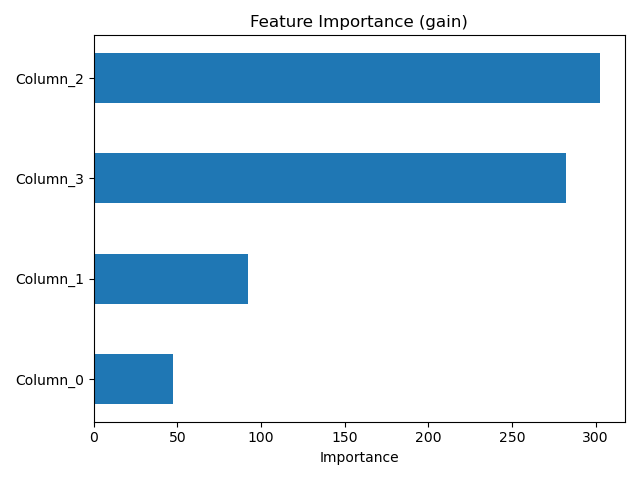 Feature Importance (gain)
Column_2
Column_3
Column_1
Column_0
0 50 100 150 200 250 300
Importance